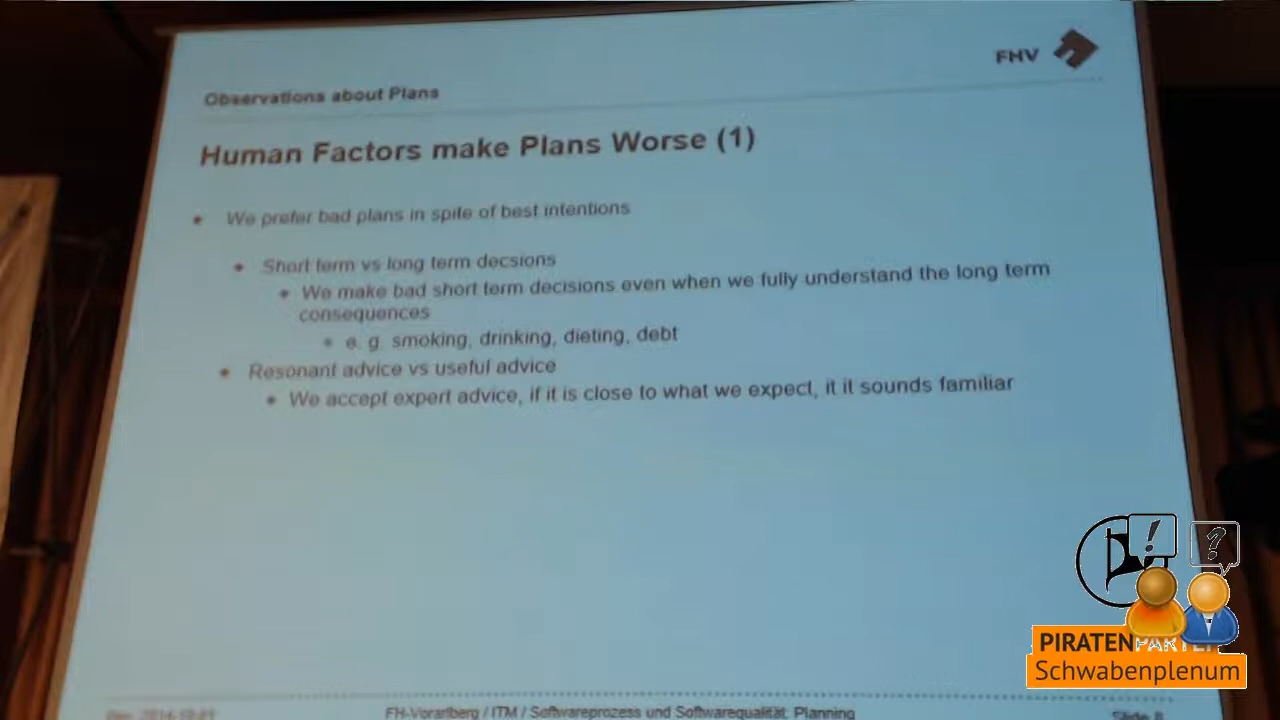 FHV
Observations about Plans
Human Factors make Plans Worse (1)
We prefer bad plans in spite of best intentions
Short term vs long term decsions
We make bad short term decisions even when we fully understand the long term
consequences
e. g. smoking, drinking, dieting, debt
Resonant advice vs useful advice
We accept expert advice, if it is close to what we expect, it it sounds familiar
! ?
PIRATENPARTEI
Schwabenplenum
FH-Vorarlberg / ITM / Softwareprozess und Softwarequalität: Planning
Slide